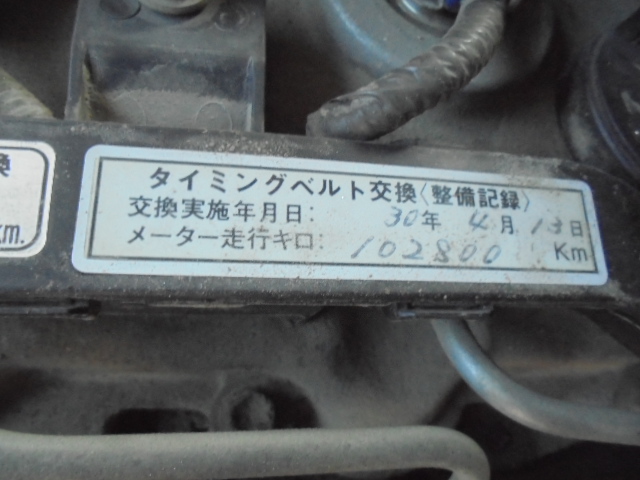 換
km.
タイミングベルト交換〈整備記録〉
交換実施年月日: 30年 4月 13日
メーター走行キロ: 102800 Km